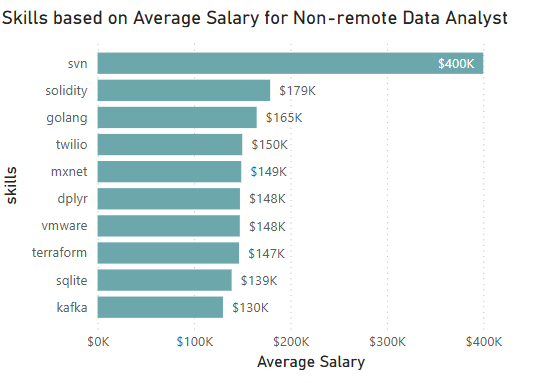 Skills based on Average Salary for Non-remote Data Analyst
svn $400K
solidity $179K
golang $165K
twilio $150K
mxnet $149K
dplyr $148K
vmware $148K
terraform $147K
sqlite $139K
kafka $130K
skills
$0K $100K $200K $300K $400K
Average Salary